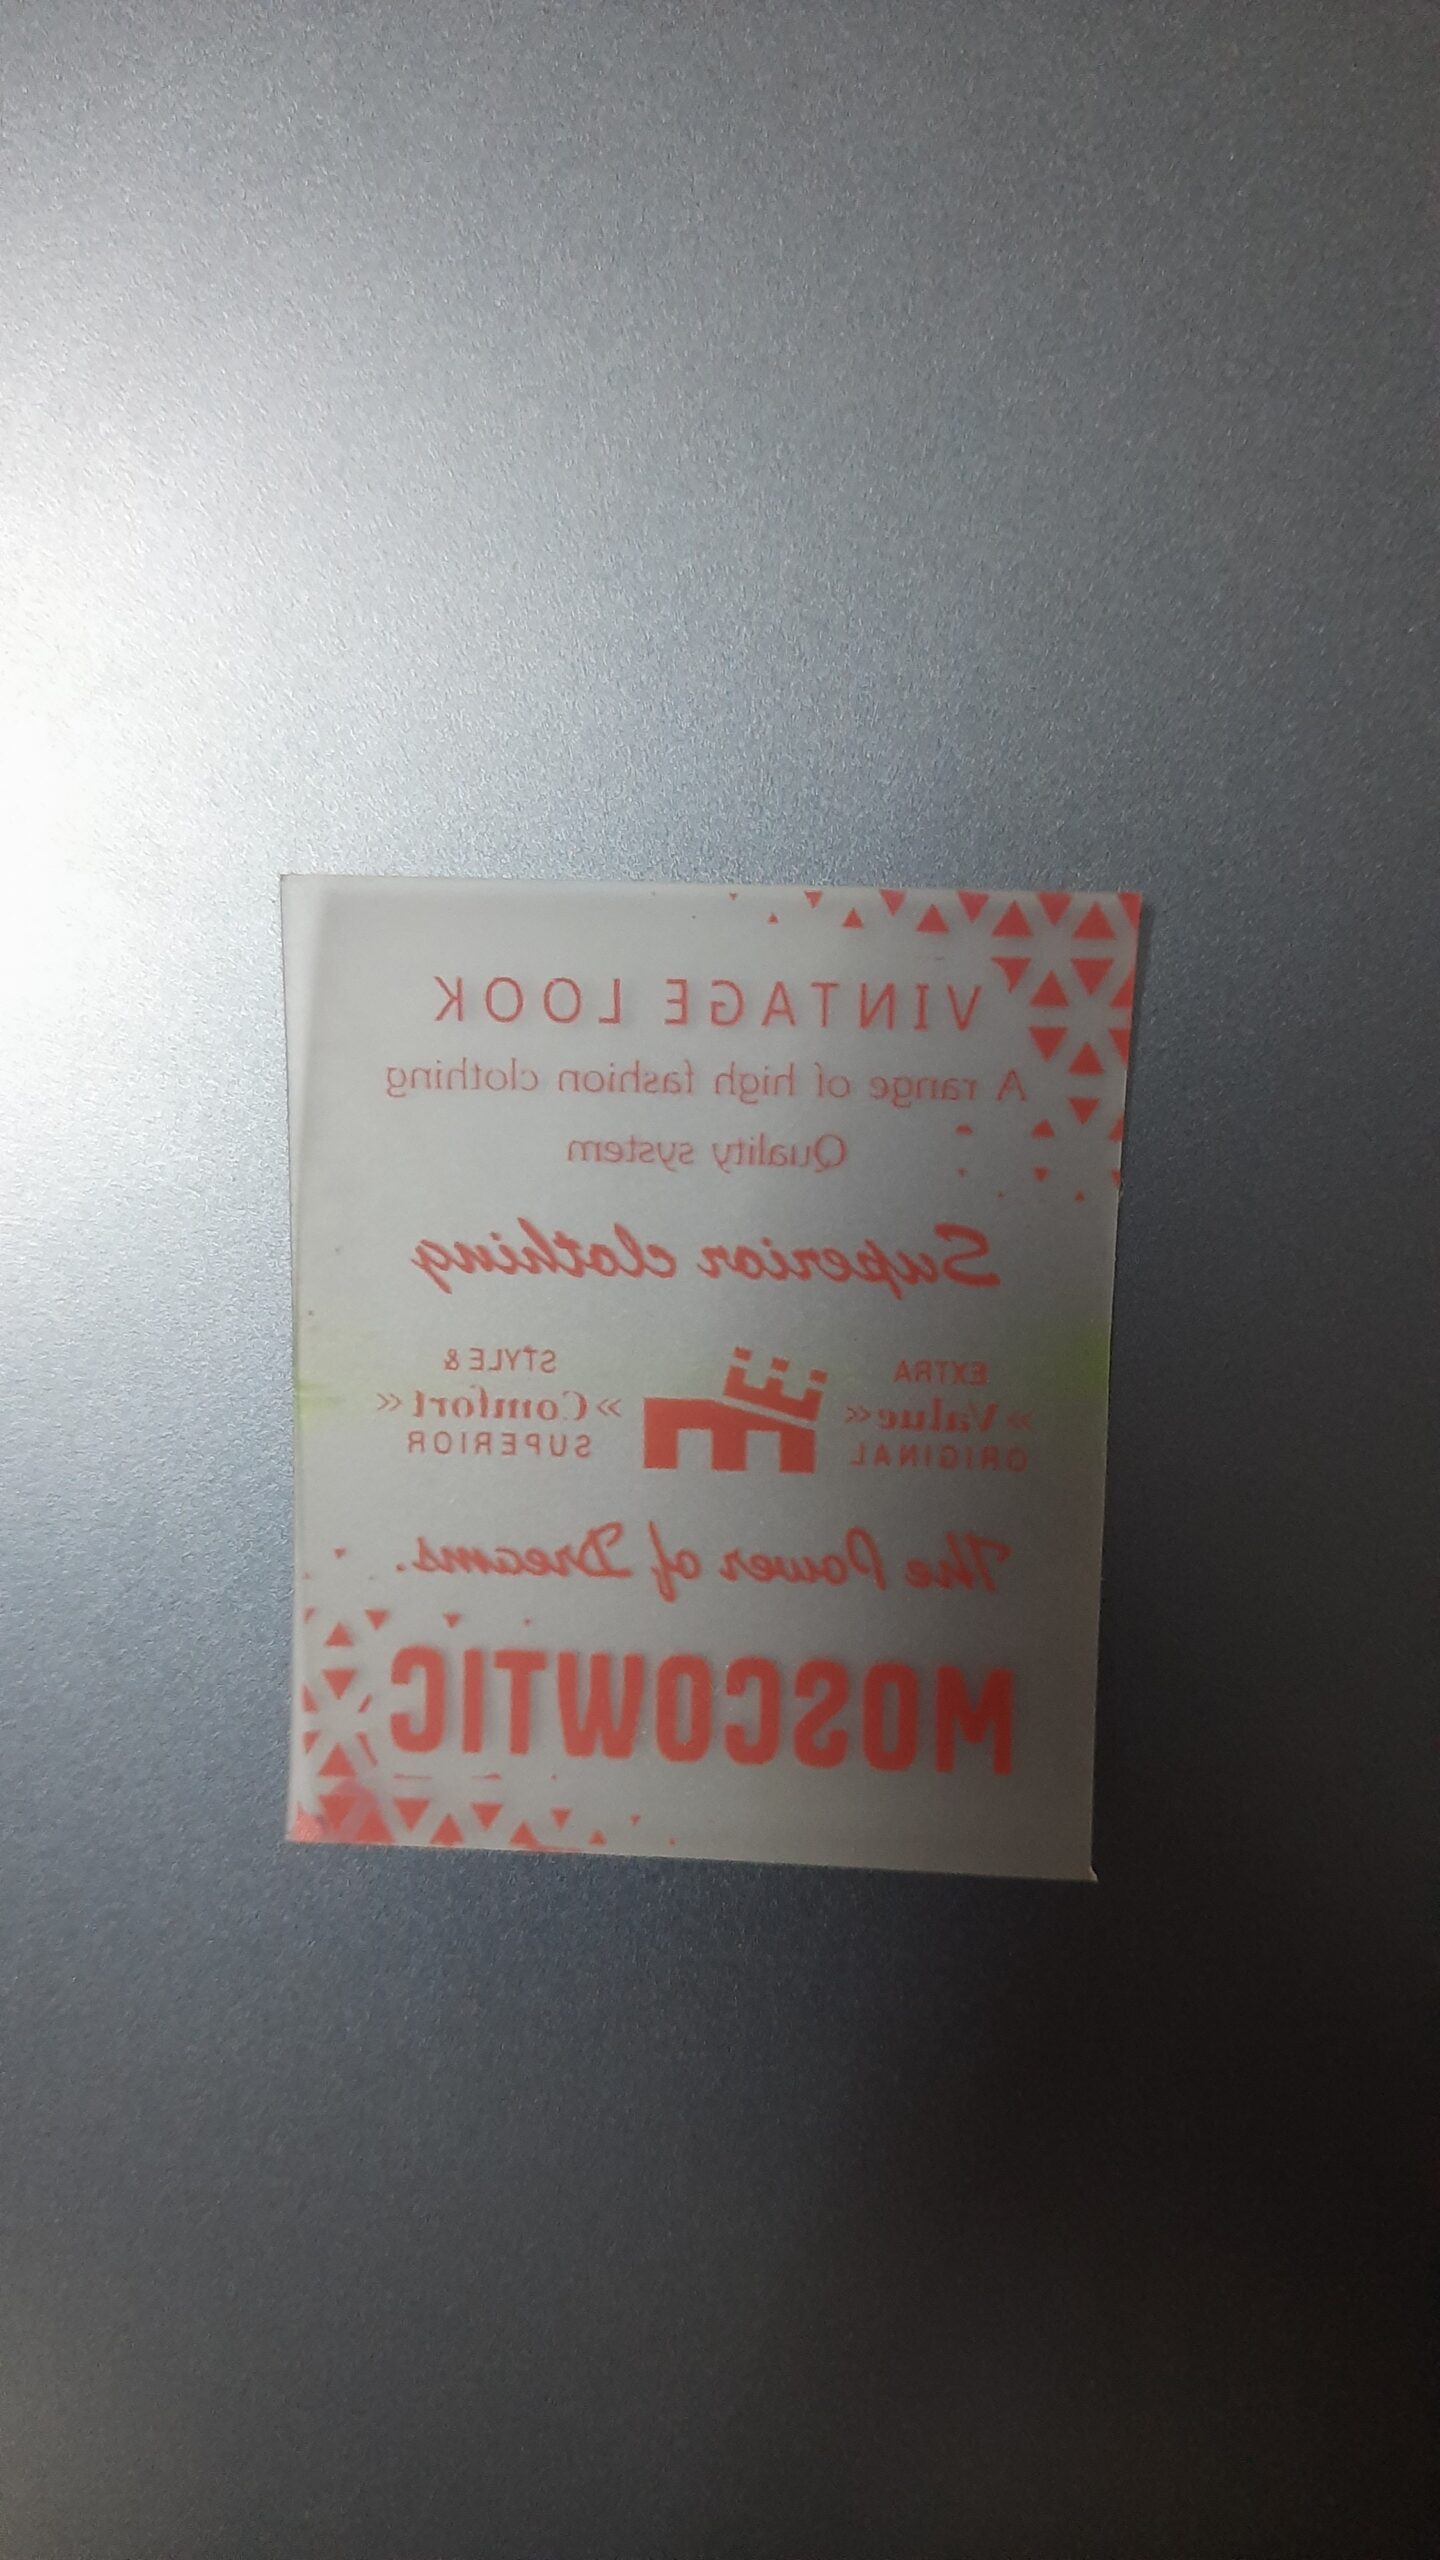 VINTAGE LOOK
A range of high fashion clothing
Quality system
Superior clothing
EXTRA
»Value«
ORIGINAL
STYLE &
»Comfort«
SUPERIOR
The Power of Dreams.
MOSCOWTIC